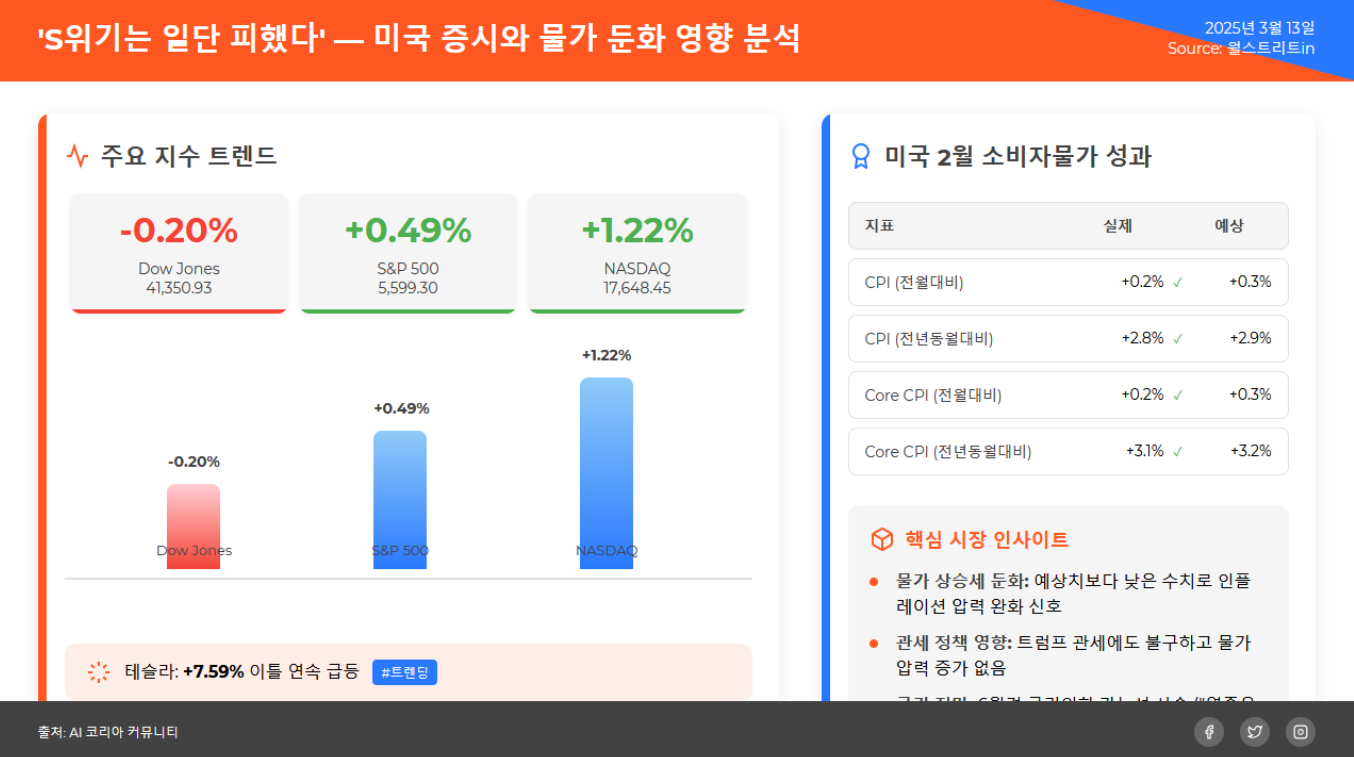 'S위기는 일단 피했다' — 미국 증시와 물가 둔화 영향 분석
2025년 3월 13일
Source: 월스트리트in
주요 지수 트렌드
-0.20%
Dow Jones
41,350.93
+0.49%
S&P 500
5,599.30
+1.22%
NASDAQ
17,648.45
+1.22%
+0.49%
-0.20%
Dow Jones
S&P 500
NASDAQ
테슬라: +7.59% 이틀 연속 급등 #트렌딩
미국 2월 소비자물가 성과
지표 실제 예상
CPI (전월대비) +0.2% ✓ +0.3%
CPI (전년동월대비) +2.8% ✓ +2.9%
Core CPI (전월대비) +0.2% ✓ +0.3%
Core CPI (전년동월대비) +3.1% ✓ +3.2%
핵심 시장 인사이트
물가 상승세 둔화: 예상치보다 낮은 수치로 인플
레이션 압력 완화 신호
관세 정책 영향: 트럼프 관세에도 불구하고 물가
압력 증가 없음
출처: AI 코리아 커뮤니티